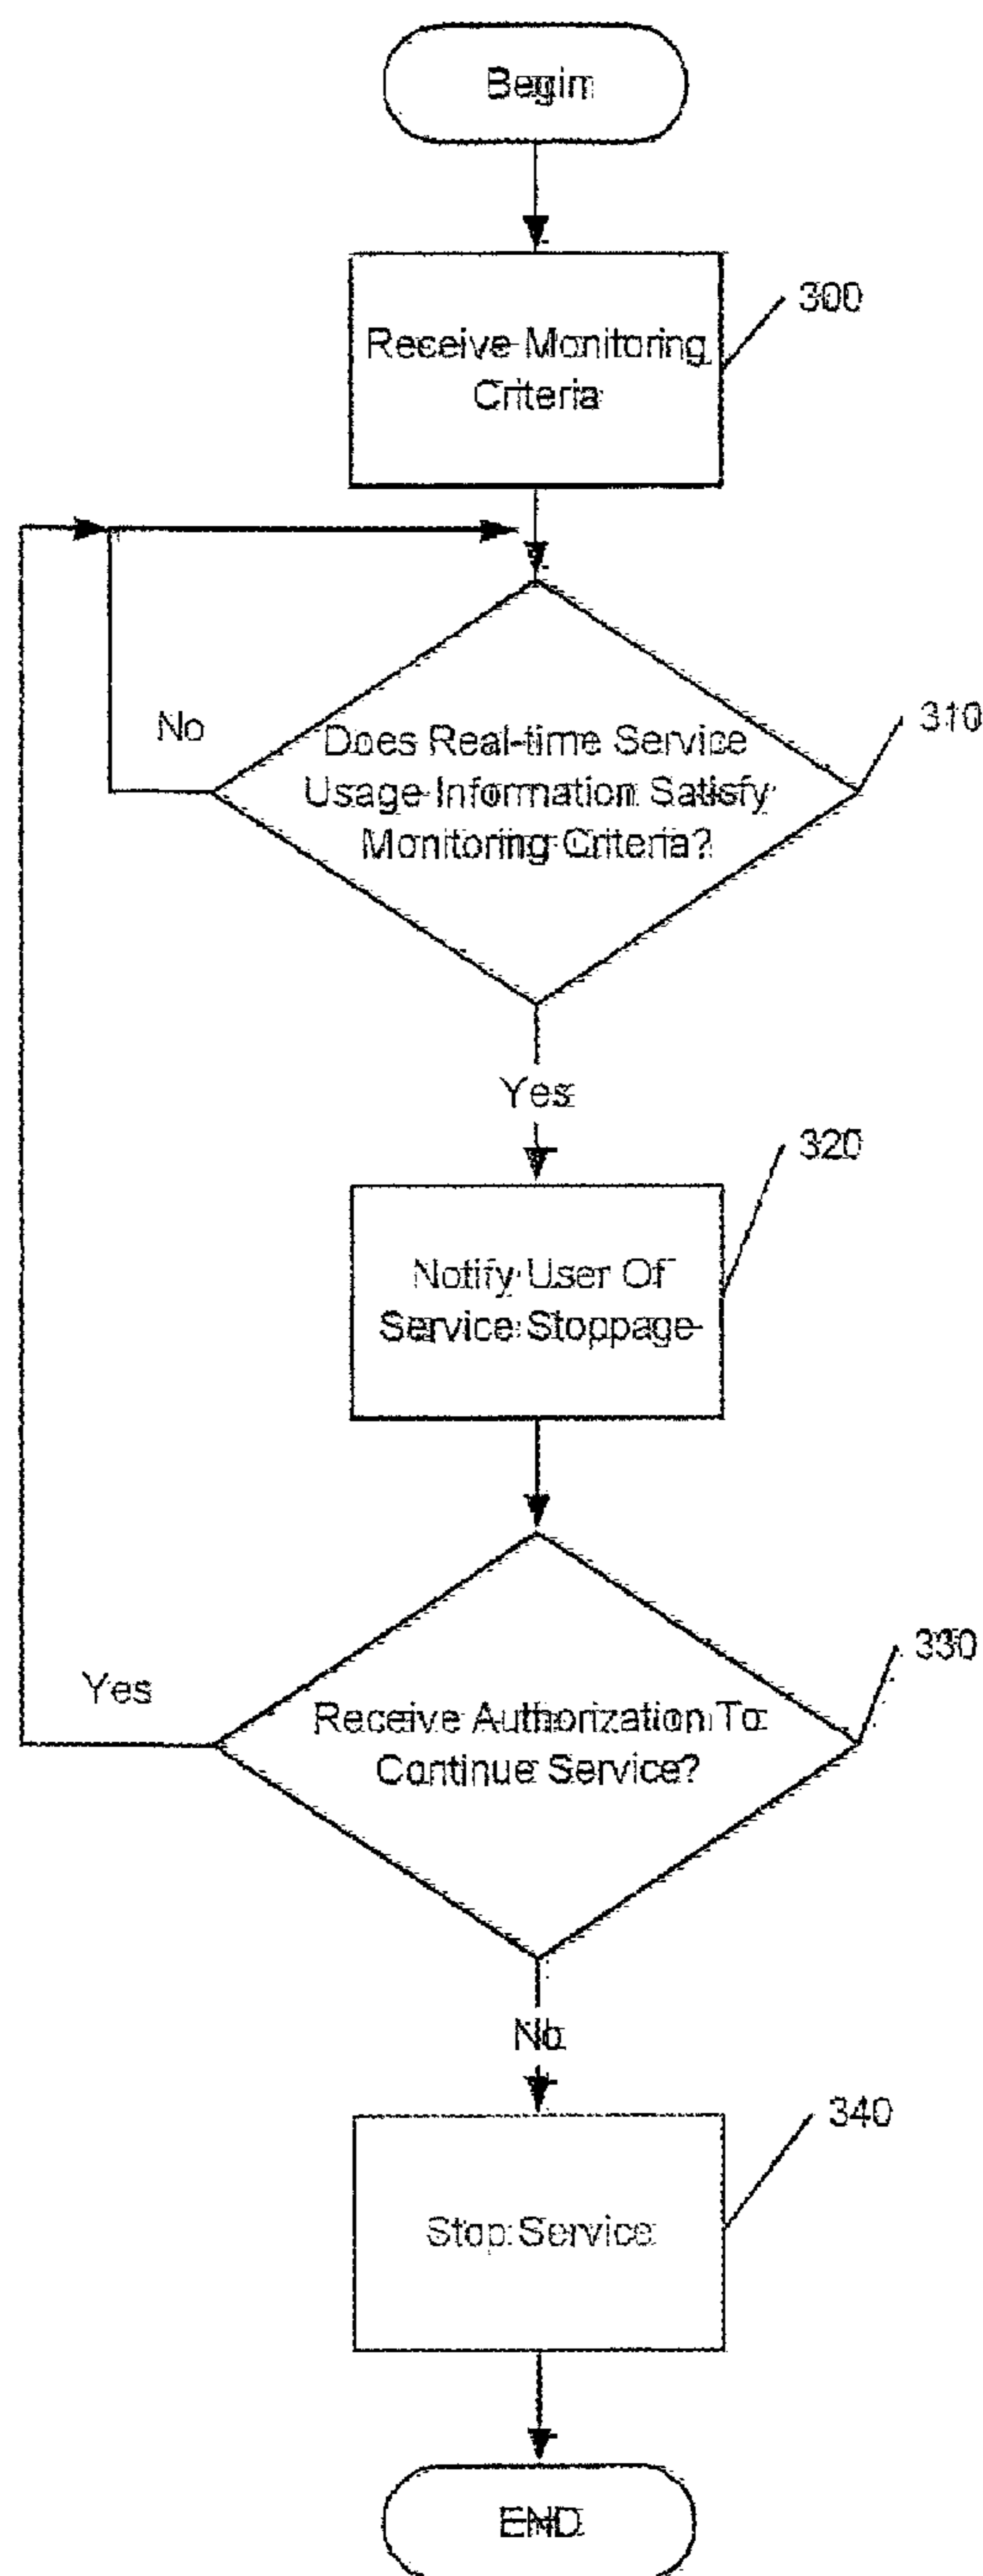 Begin
300
Receive Monitoring
Criteria
No
310
Does Real-time Service
Usage Information Satisfy
Monitoring Criteria?
Yes
320
Notify User Of
Service Stoppage
330
Yes
Receive Authorization To
Continue Service?
No
340
Stop Service
END